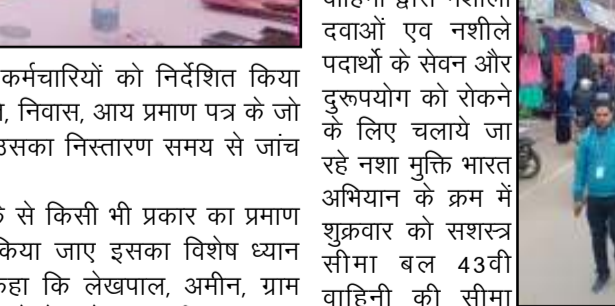 कर्मचारियों को निर्देशित किया
, निवास, आय प्रमाण पत्र के जो
उसका निस्तारण समय से जांच
से किसी भी प्रकार का प्रमाण
किया जाए इसका विशेष ध्यान
कहा कि लेखपाल, अमीन, ग्राम
वाहिनी द्वारा नशीली
दवाओं एव नशीले
पदार्थो के सेवन और
दुरूपयोग को रोकने
के लिए चलाये जा
रहे नशा मुक्ति भारत
अभियान के क्रम में
शुक्रवार को सशस्त्र
सीमा बल 43वी
वाहिनी की सीमा